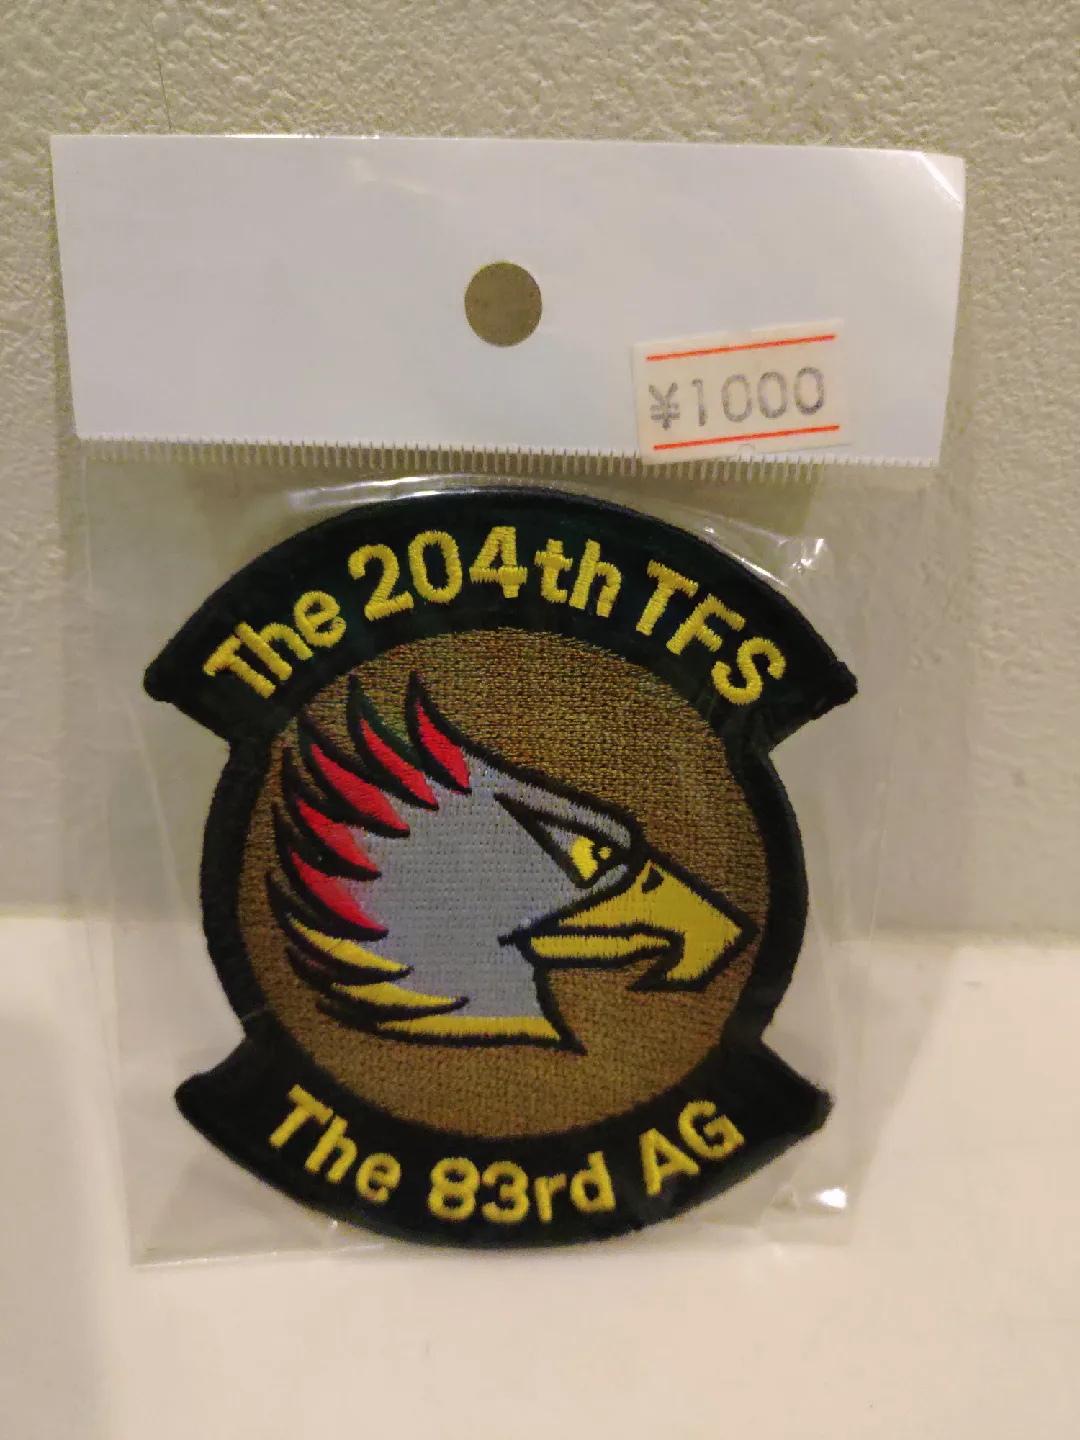 ¥1000
The 204th TFS
The 83rd AG